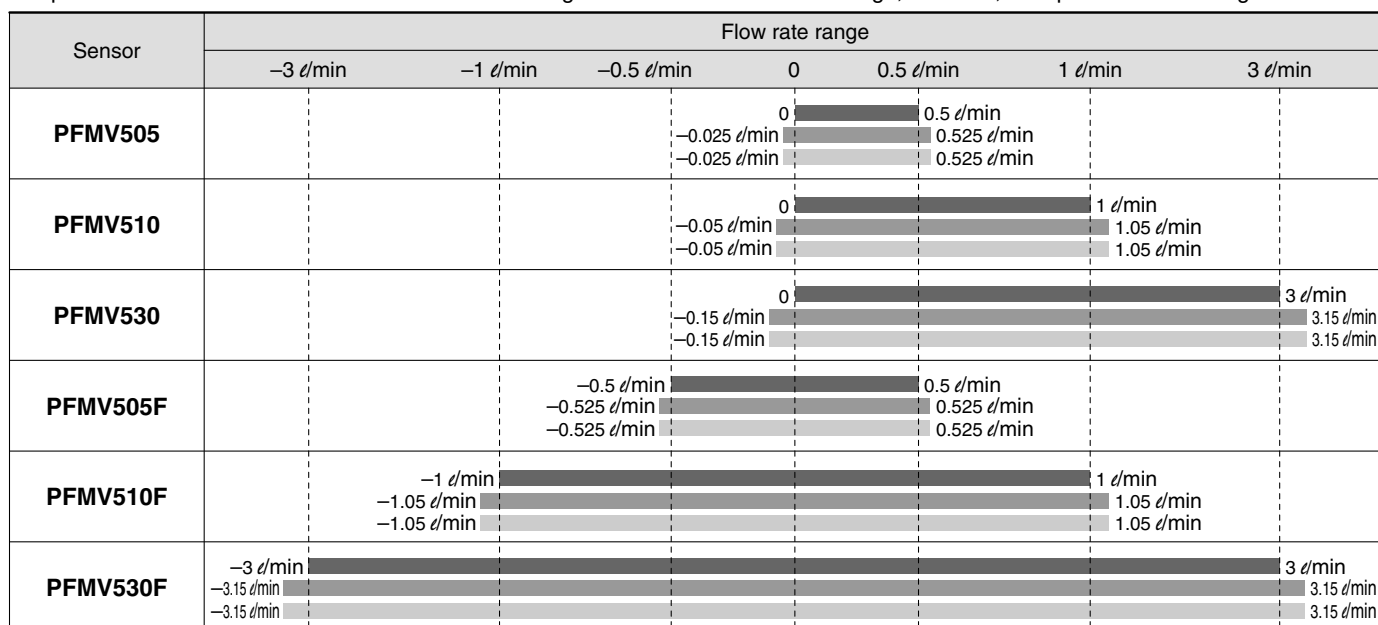 Sensor
Flow rate range
–3 ℓ/min –1 ℓ/min –0.5 ℓ/min 0 0.5 ℓ/min 1 ℓ/min 3 ℓ/min
PFMV505
0 0.5 ℓ/min
–0.025 ℓ/min 0.525 ℓ/min
–0.025 ℓ/min 0.525 ℓ/min
PFMV510
0 1 ℓ/min
–0.05 ℓ/min 1.05 ℓ/min
–0.05 ℓ/min 1.05 ℓ/min
PFMV530
0 3 ℓ/min
–0.15 ℓ/min 3.15 ℓ/min
–0.15 ℓ/min 3.15 ℓ/min
PFMV505F
–0.5 ℓ/min 0.5 ℓ/min
–0.525 ℓ/min 0.525 ℓ/min
–0.525 ℓ/min 0.525 ℓ/min
PFMV510F
–1 ℓ/min 1 ℓ/min
–1.05 ℓ/min 1.05 ℓ/min
–1.05 ℓ/min 1.05 ℓ/min
PFMV530F
–3 ℓ/min 3 ℓ/min
–3.15 ℓ/min 3.15 ℓ/min
–3.15 ℓ/min 3.15 ℓ/min